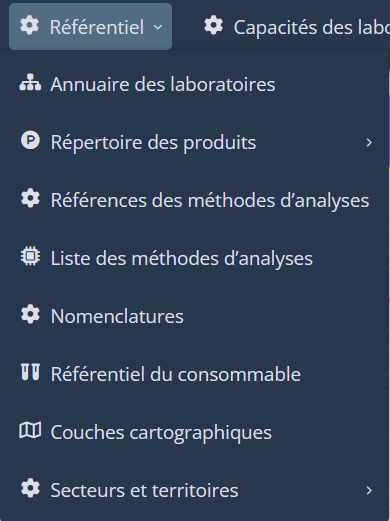 Référentiel
Capacités des labo
Annuaire des laboratoires
Répertoire des produits
Références des méthodes d’analyses
Liste des méthodes d’analyses
Nomenclatures
Référentiel du consommable
Couches cartographiques
Secteurs et territoires